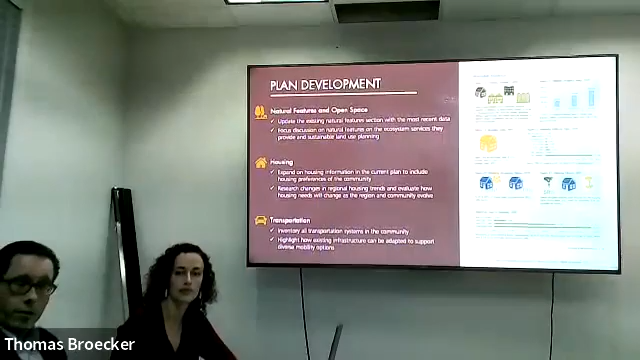 PLAN DEVELOPMENT
Natural Features and Open Space
✓ Update the existing natural features section with the most recent data
✓ Focus discussion on natural features on the ecosystem services they
provide and sustainable land use planning
Housing
✓ Expand on housing information in the current plan to include
housing preferences of the community
✓ Research changes in regional housing trends and evaluate how
housing needs will change as the region and community evolve
Transportation
✓ Inventory all transportation systems in the community
✓ Highlight how existing infrastructure can be adapted to support
diverse mobility options
Thomas Broecker